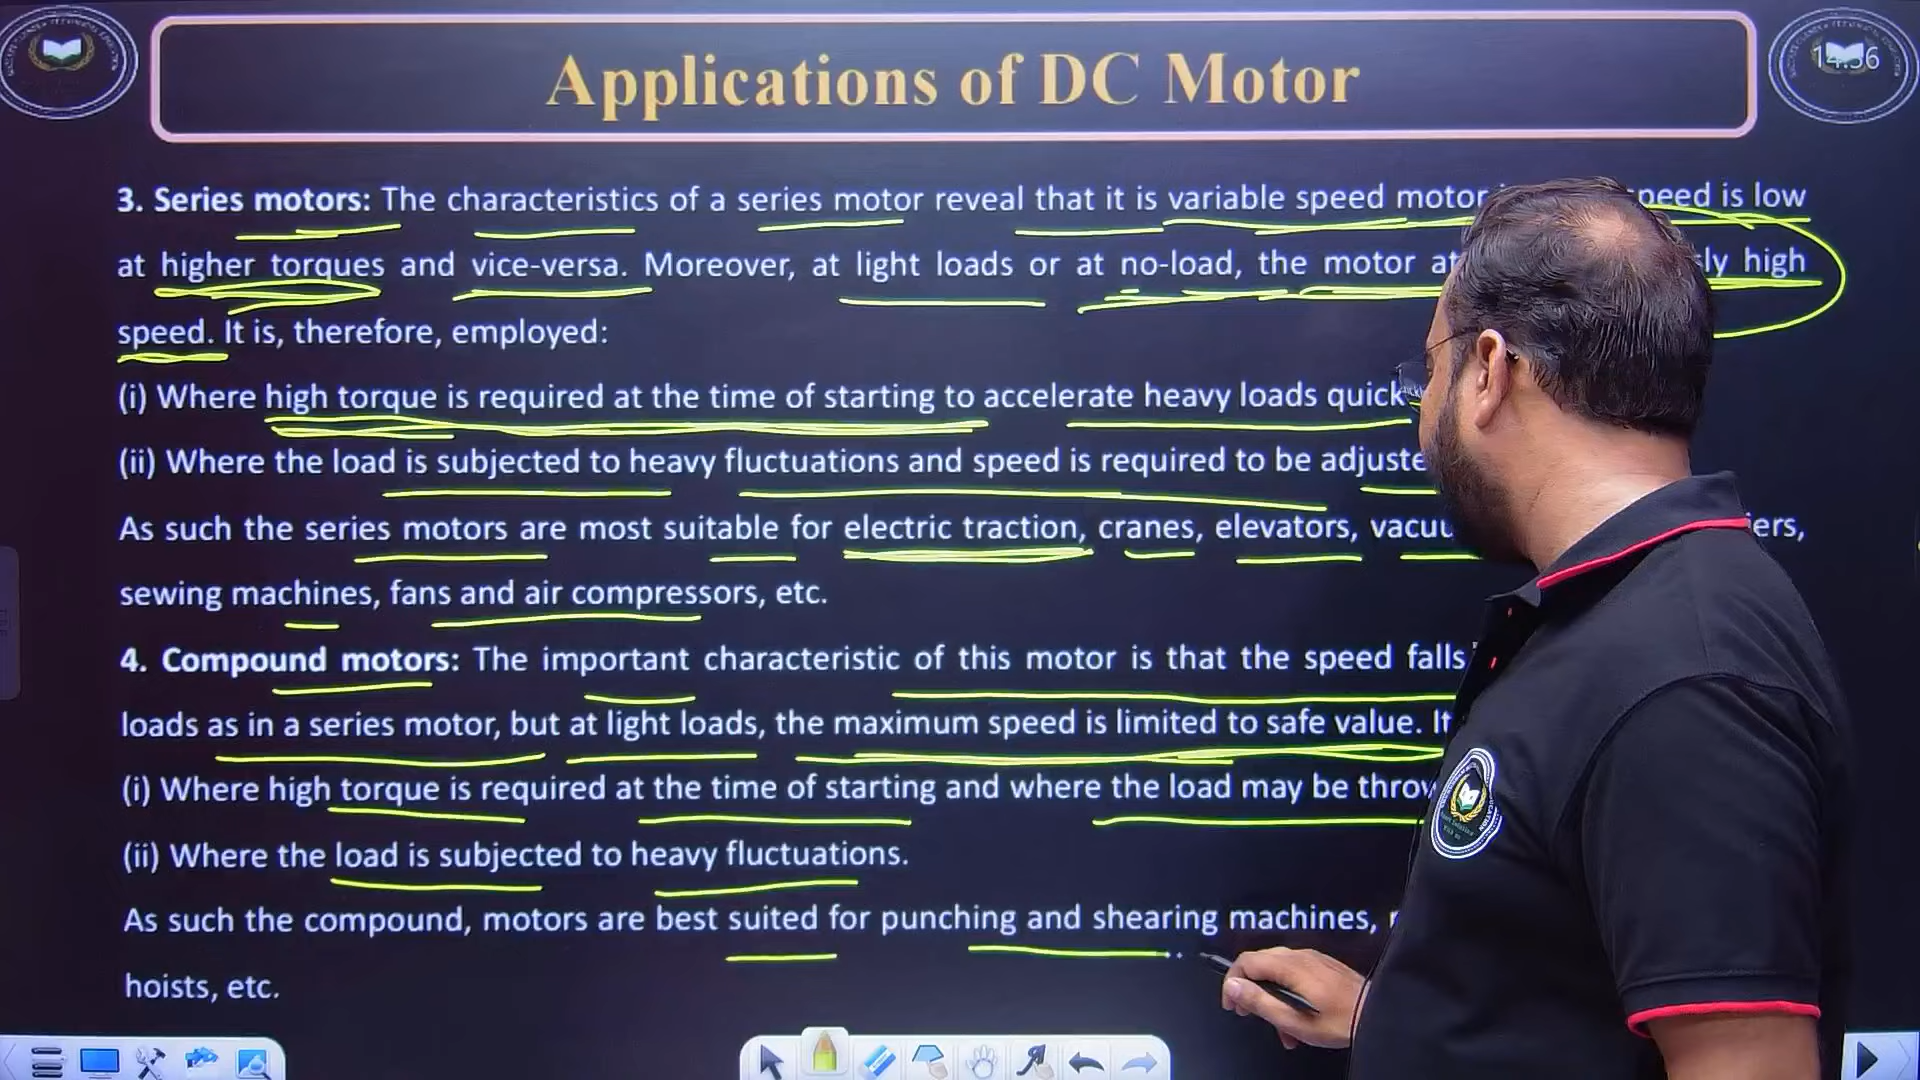 Applications of DC Motor
14:36
3. Series motors: The characteristics of a series motor reveal that it is variable speed motor speed is low
at higher torques and vice-versa. Moreover, at light loads or at no-load, the motor high
speed. It is, therefore, employed:
(i) Where high torque is required at the time of starting to accelerate heavy loads
(ii) Where the load is subjected to heavy fluctuations and speed is required to be
As such the series motors are most suitable for electric traction, cranes, elevators,
sewing machines, fans and air compressors, etc.
4. Compound motors: The important characteristic of this motor is that the speed falls
loads as in a series motor, but at light loads, the maximum speed is limited to safe value. It
(i) Where high torque is required at the time of starting and where the load may be
(ii) Where the load is subjected to heavy fluctuations.
As such the compound, motors are best suited for punching and shearing machines,
hoists, etc.